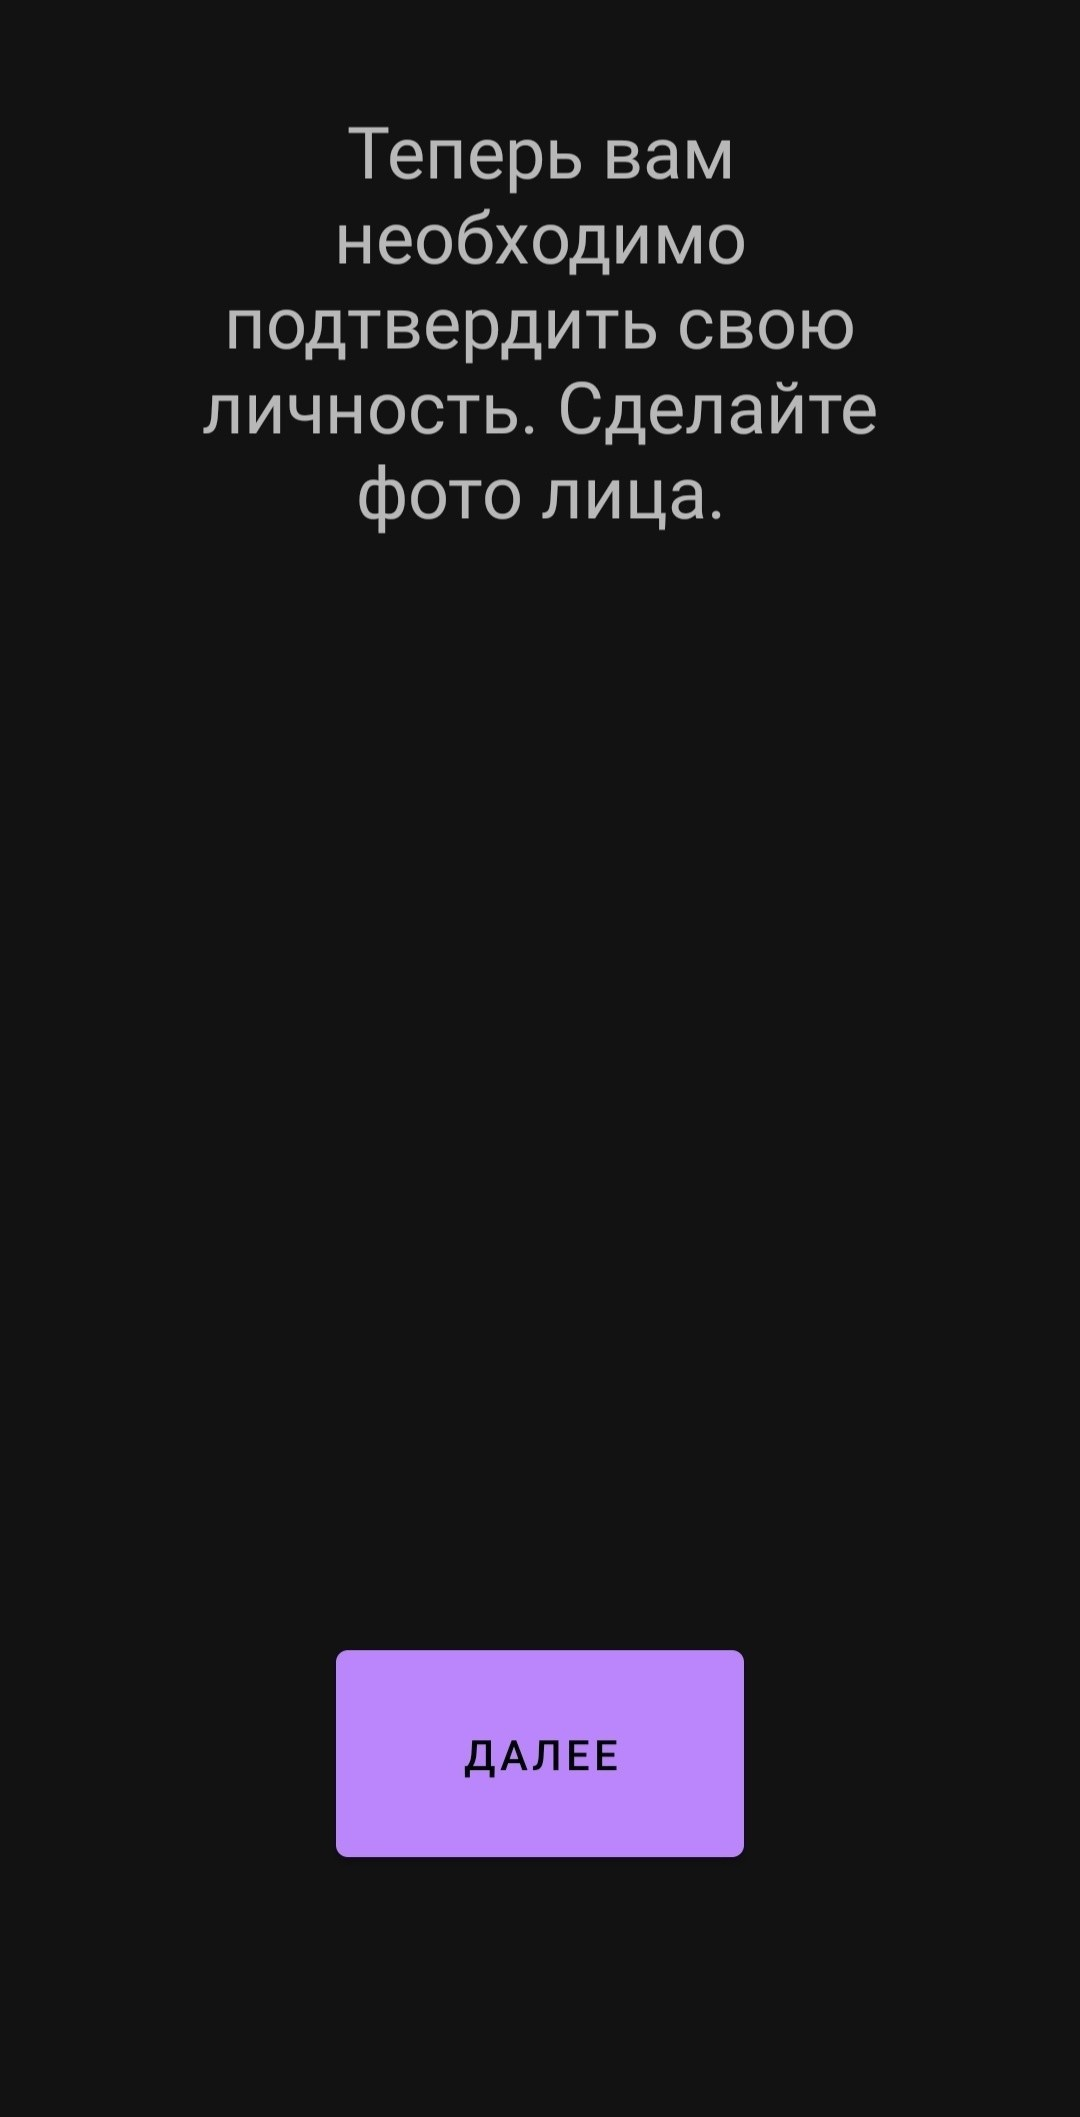 Теперь вам
необходимо
подтвердить свою
личность. Сделайте
фото лица.
ДАЛЕЕ